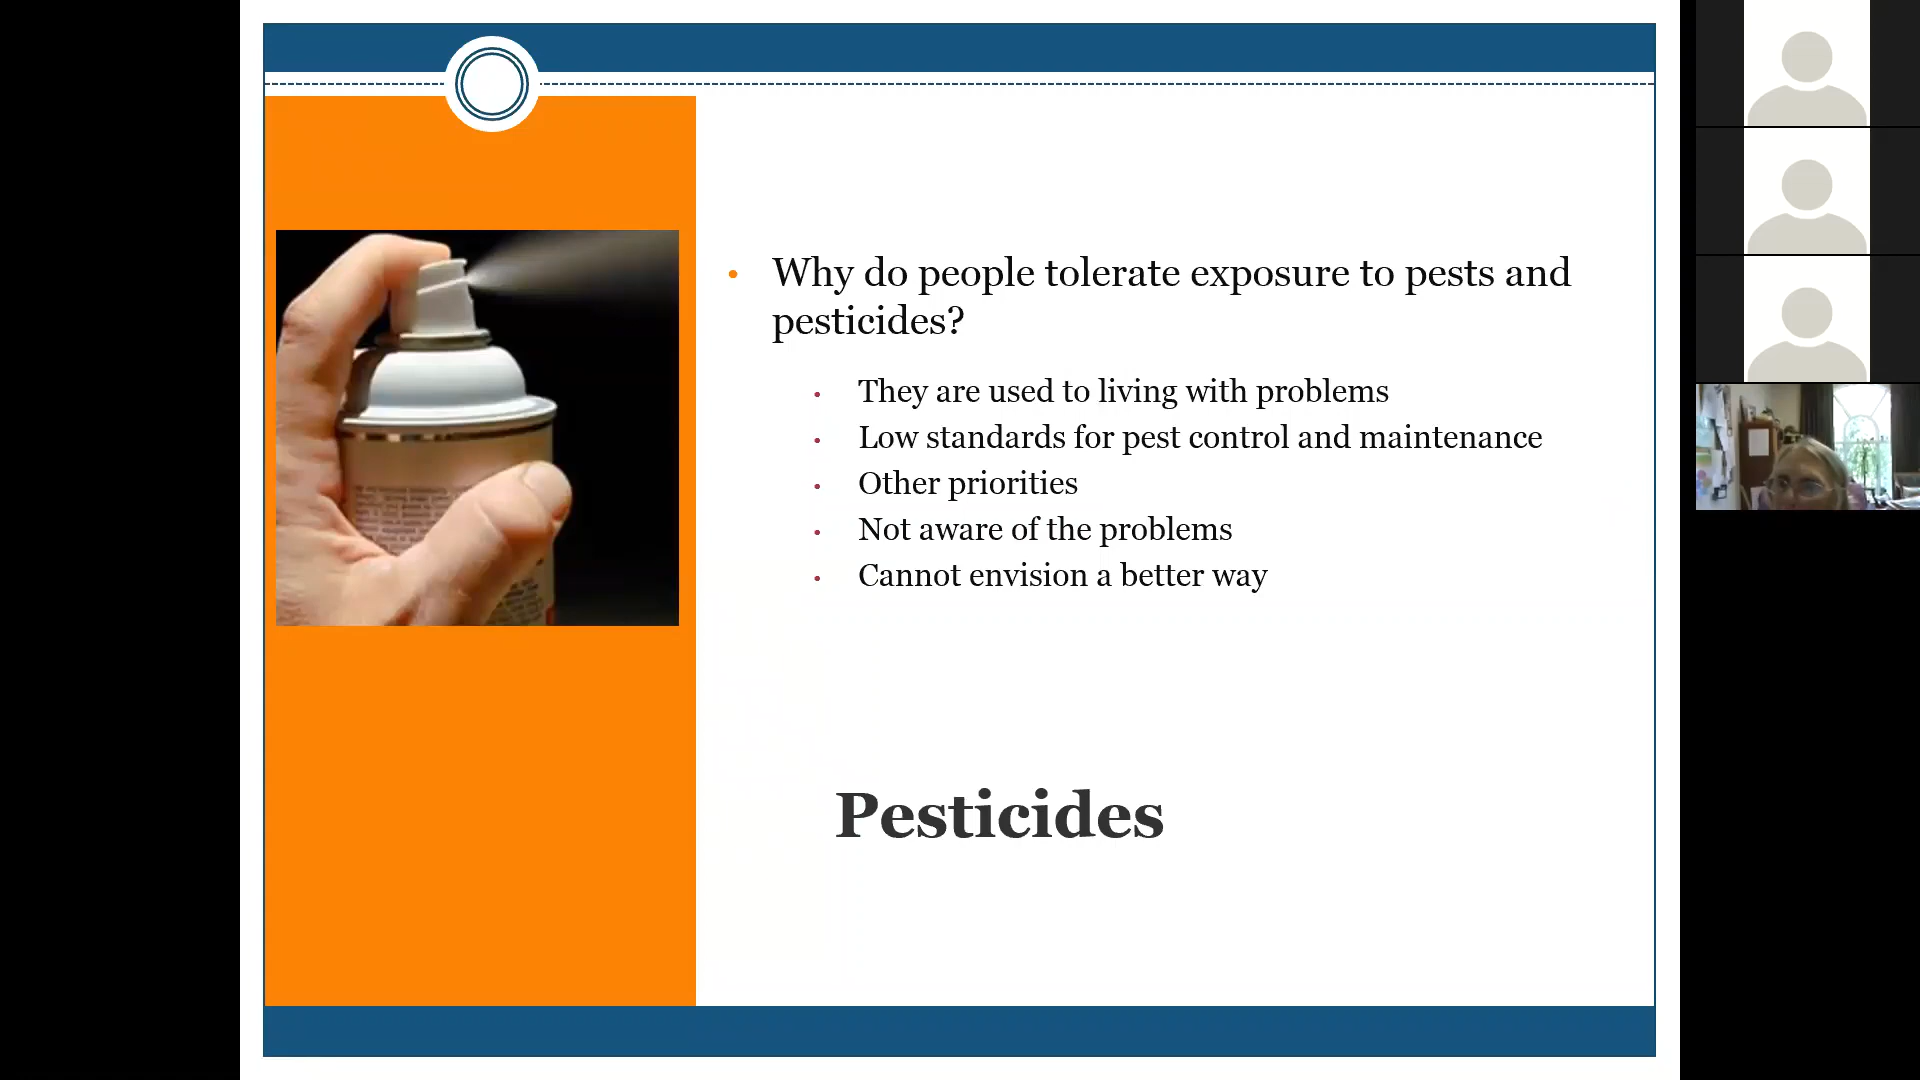 Why do people tolerate exposure to pests and
pesticides?
They are used to living with problems
Low standards for pest control and maintenance
Other priorities
Not aware of the problems
Cannot envision a better way
Pesticides